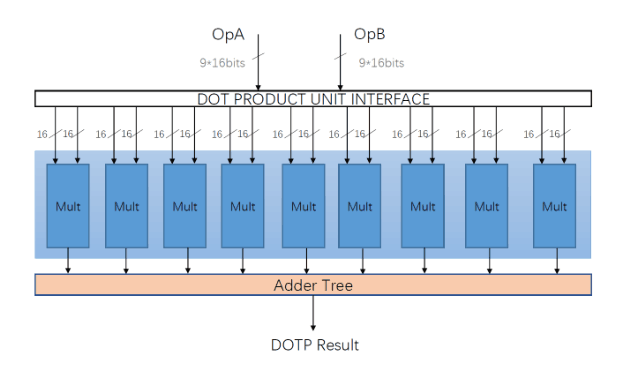 OpA OpB
9*16bits 9*16bits
DOT PRODUCT UNIT INTERFACE
16 16 16 16 16 16 16 16 16 16 16 16 16 16 16 16 16 16
Mult Mult Mult Mult Mult Mult Mult Mult Mult
Adder Tree
DOTP Result